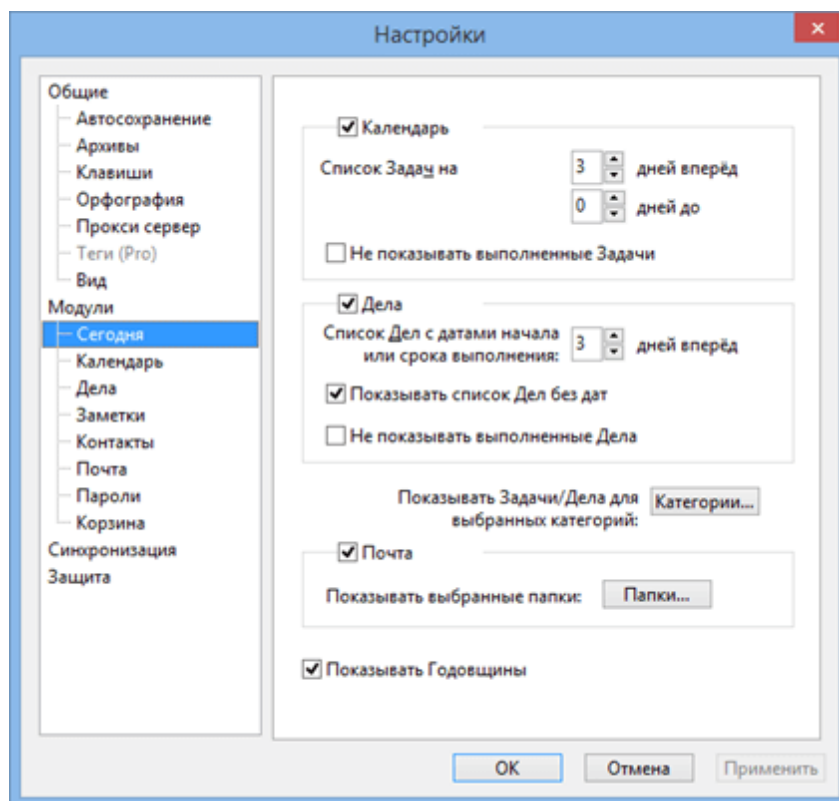 Настройки
Общие
Автосохранение
Архивы
Клавиши
Орфография
Прокси сервер
Теги (Pro)
Вид
Модули
Сегодня
Календарь
Дела
Заметки
Контакты
Почта
Пароли
Корзина
Синхронизация
Защита
Календарь
Список Задач на 3 дней вперёд
0 дней до
Не показывать выполненные Задачи
Дела
Список Дел с датами начала
или срока выполнения: 3 дней вперёд
Показывать список Дел без дат
Не показывать выполненные Дела
Показывать Задачи/Дела для
выбранных категорий: Категории...
Почта
Показывать выбранные папки: Папки...
Показывать Годовщины
ОК Отмена Применить